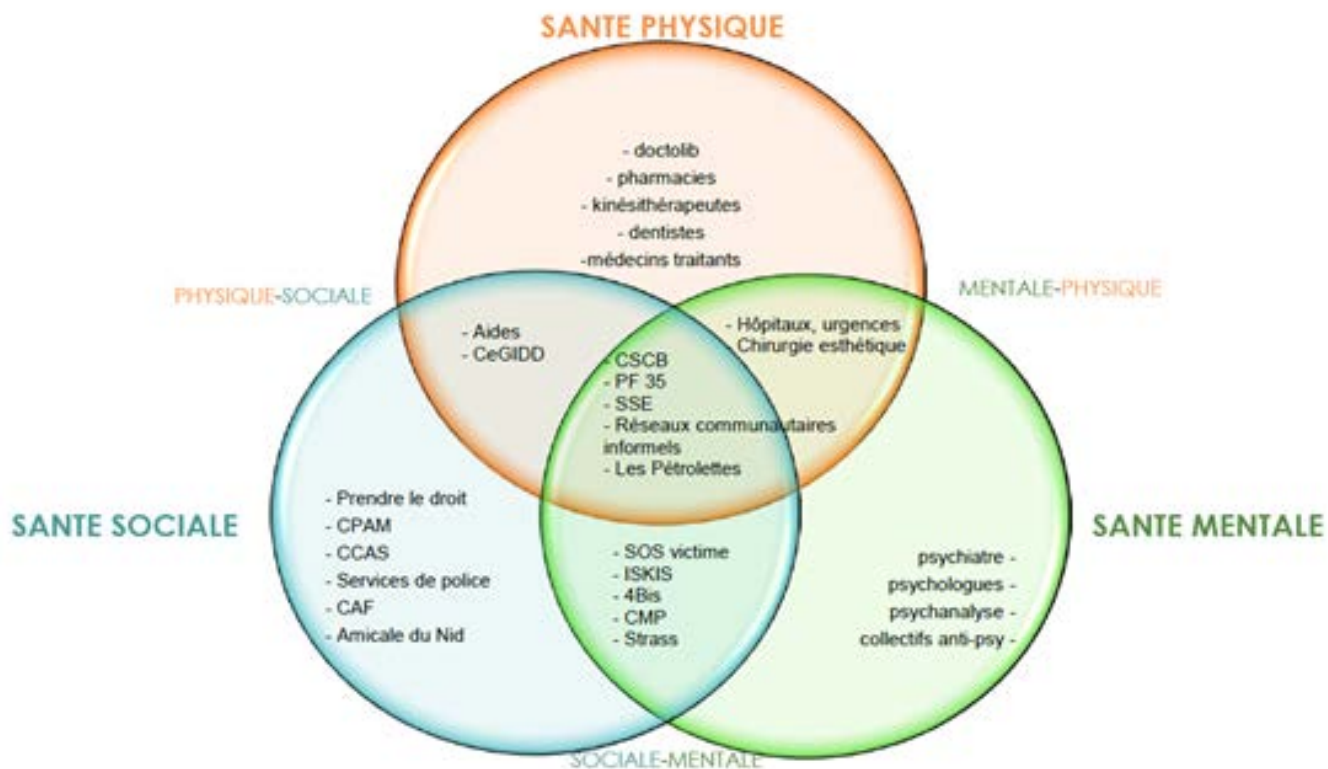 SANTE PHYSIQUE
- doctolib
- pharmacies
- kinésithérapeutes
- dentistes
-médecins traitants
PHYSIQUE-SOCIALE
MENTALE-PHYSIQUE
- Aides
- CeGIDD
- Hôpitaux, urgences
- Chirurgie esthétique
- CSCB
- PF 35
- SSE
- Réseaux communautaires
informels
- Les Pétrolettes
SANTE SOCIALE
- Prendre le droit
- CPAM
- CCAS
- Services de police
- CAF
- Amicale du Nid
- SOS victime
- ISKIS
- 4Bis
- CMP
- Strass
SANTE MENTALE
psychiatre -
psychologues -
psychanalyse -
collectifs anti-psy -
SOCIALE-MENTALE